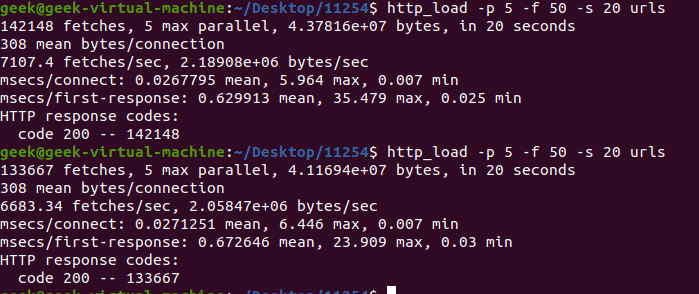 geek@geek-virtual-machine:~/Desktop/11254$ http_load -p 5 -f 50 -s 20 urls
142148 fetches, 5 max parallel, 4.37816e+07 bytes, in 20 seconds
308 mean bytes/connection
7107.4 fetches/sec, 2.18908e+06 bytes/sec
msecs/connect: 0.0267795 mean, 5.964 max, 0.007 min
msecs/first-response: 0.629913 mean, 35.479 max, 0.025 min
HTTP response codes:
  code 200 -- 142148
geek@geek-virtual-machine:~/Desktop/11254$ http_load -p 5 -f 50 -s 20 urls
133667 fetches, 5 max parallel, 4.11694e+07 bytes, in 20 seconds
308 mean bytes/connection
6683.34 fetches/sec, 2.05847e+06 bytes/sec
msecs/connect: 0.0271251 mean, 6.446 max, 0.007 min
msecs/first-response: 0.672646 mean, 23.909 max, 0.03 min
HTTP response codes:
  code 200 -- 133667
geek@geek-virtual-machine:~/Desktop/11254$